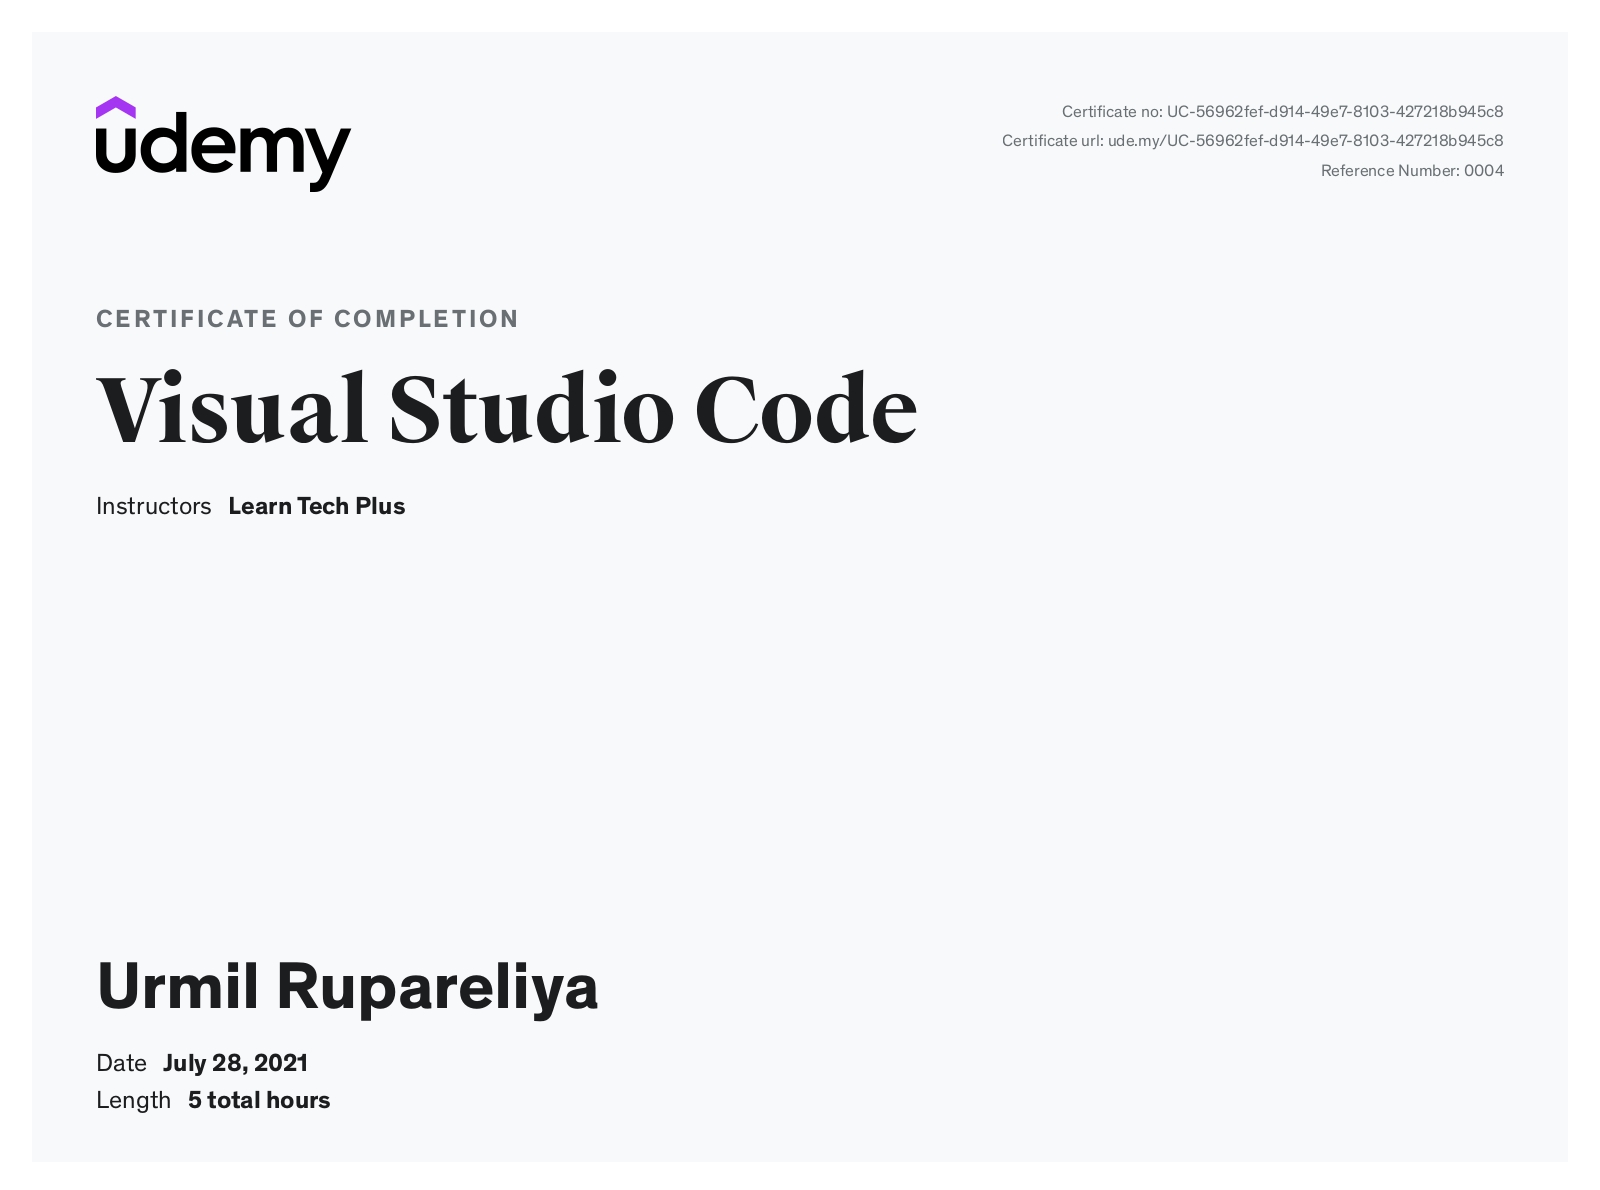 udemy
Certificate no: UC-56962fef-d914-49e7-8103-427218b945c8
Certificate url: ude.my/UC-56962fef-d914-49e7-8103-427218b945c8
Reference Number: 0004
CERTIFICATE OF COMPLETION
Visual Studio Code
Instructors Learn Tech Plus
Urmil Rupareliya
Date July 28, 2021
Length 5 total hours